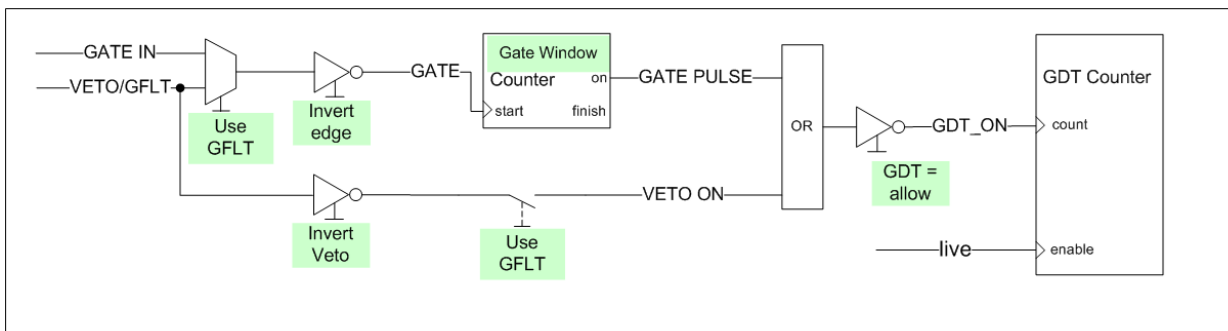 GATE IN
VETO/GFLT
Use
GFLT
Invert
edge
GATE
Gate Window
Counter
on
start
finish
GATE PULSE
OR
GDT_ON
GDT =
allow
GDT Counter
count
Invert
Veto
Use
GFLT
VETO ON
live
enable